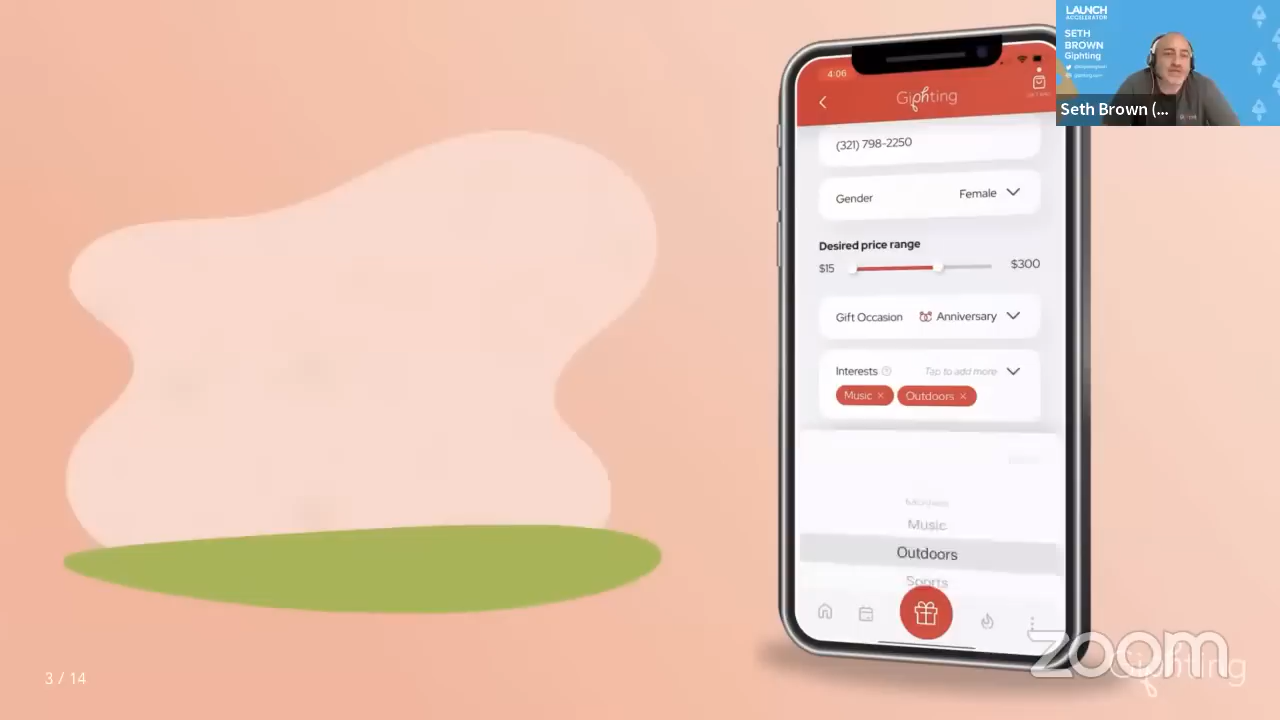 LAUNCH
ACCELERATOR
SETH
BROWN
Giphting
Seth Brown (...
4:06
Giphting
(321) 798-2250
Gender Female
Desired price range
$15 $300
Gift Occasion Anniversary
Interests Tap to add more
Music × Outdoors ×
Music
Outdoors
Sports
zoom
Giphting
3 / 14